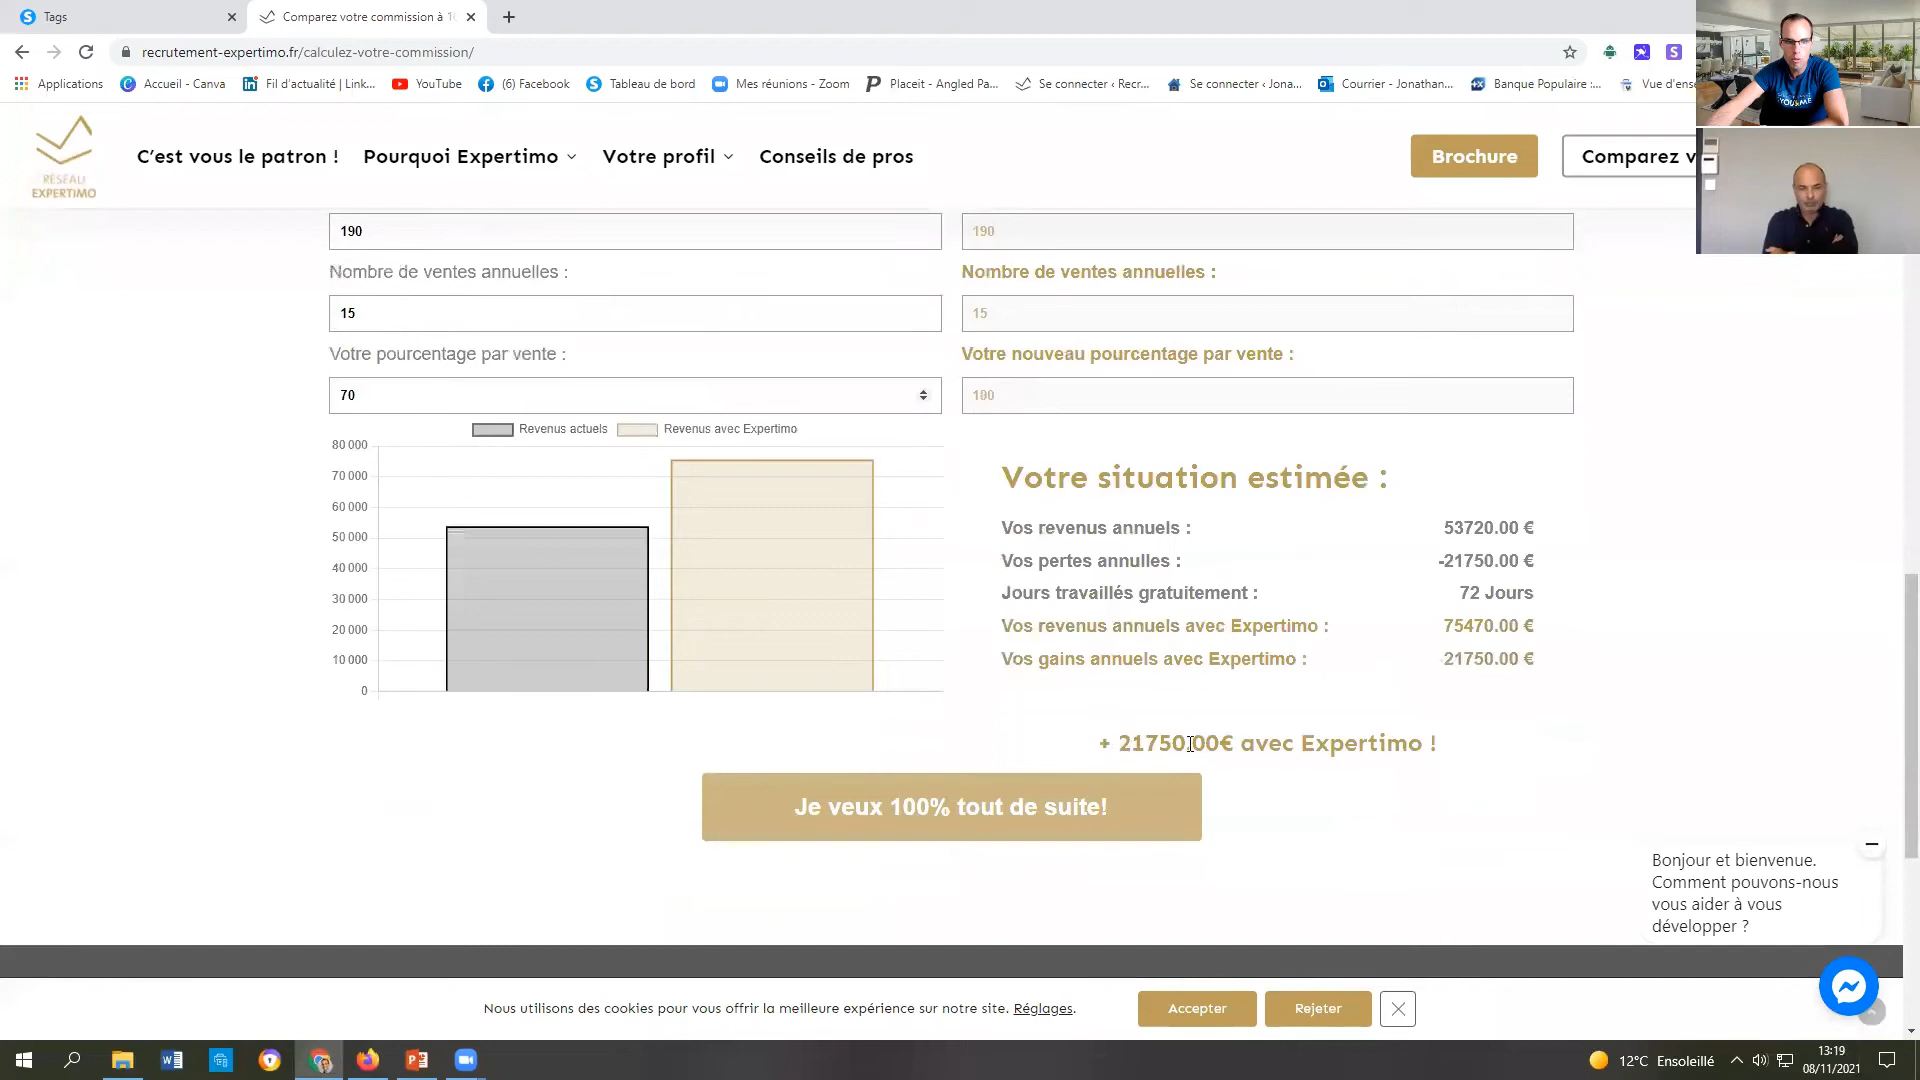 Tags
Comparez votre commission à 1
recrutement-expertimo.fr/calculez-votre-commission/
Applications
Accueil - Canva
Fil d'actualité | Link...
YouTube
(6) Facebook
Tableau de bord
Mes réunions - Zoom
Placeit - Angled Pa...
Se connecter ‹ Recr...
Se connecter ‹ Jona...
Courrier - Jonathan...
Banque Populaire :...
Vue d'ens
RÉSEAU
EXPERTIMO
C'est vous le patron !
Pourquoi Expertimo
Votre profil
Conseils de pros
Brochure
Comparez v
190
190
Nombre de ventes annuelles :
Nombre de ventes annuelles :
15
15
Votre pourcentage par vente :
Votre nouveau pourcentage par vente :
70
100
Revenus actuels
Revenus avec Expertimo
80 000
70 000
60 000
50 000
40 000
30 000
20 000
10 000
0
Votre situation estimée :
Vos revenus annuels : 53720.00 €
Vos pertes annulles : -21750.00 €
Jours travaillés gratuitement : 72 Jours
Vos revenus annuels avec Expertimo : 75470.00 €
Vos gains annuels avec Expertimo : 21750.00 €
+ 21750.00€ avec Expertimo !
Je veux 100% tout de suite!
Bonjour et bienvenue.
Comment pouvons-nous
vous aider à vous
développer ?
Nous utilisons des cookies pour vous offrir la meilleure expérience sur notre site. Réglages.
Accepter
Rejeter
12°C Ensoleillé
13:19
08/11/2021